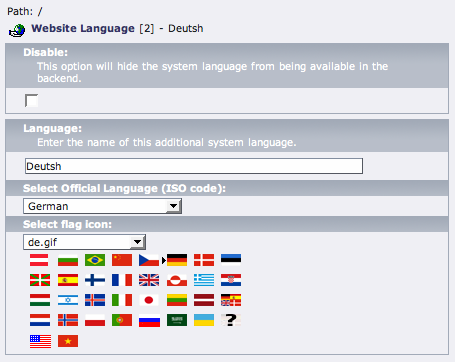 Path: /
Website Language [2] - Deutsh
Disable:
This option will hide the system language from being available in the
backend.
Language:
Enter the name of this additional system language.
Deutsh
Select Official Language (ISO code):
German
Select flag icon:
de.gif
?